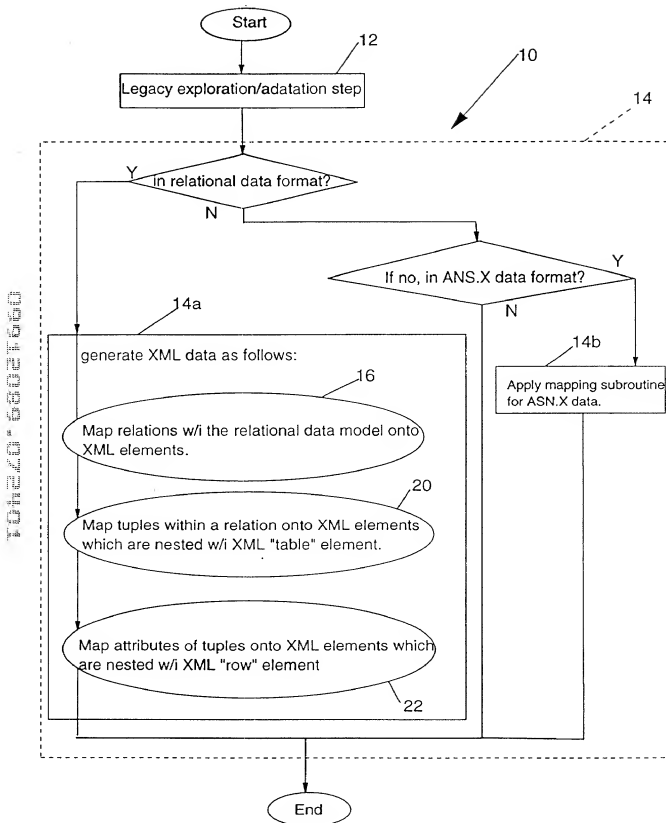 Start
12
Legacy exploration/adatation step
10
14
Y
in relational data format?
N
If no, in ANS.X data format?
Y
N
14a
generate XML data as follows:
14b
Apply mapping subroutine
for ASN.X data.
16
Map relations w/i the relational data model onto
XML elements.
20
Map tuples within a relation onto XML elements
which are nested w/i XML "table" element.
Map attributes of tuples onto XML elements which
are nested w/i XML "row" element
22
End